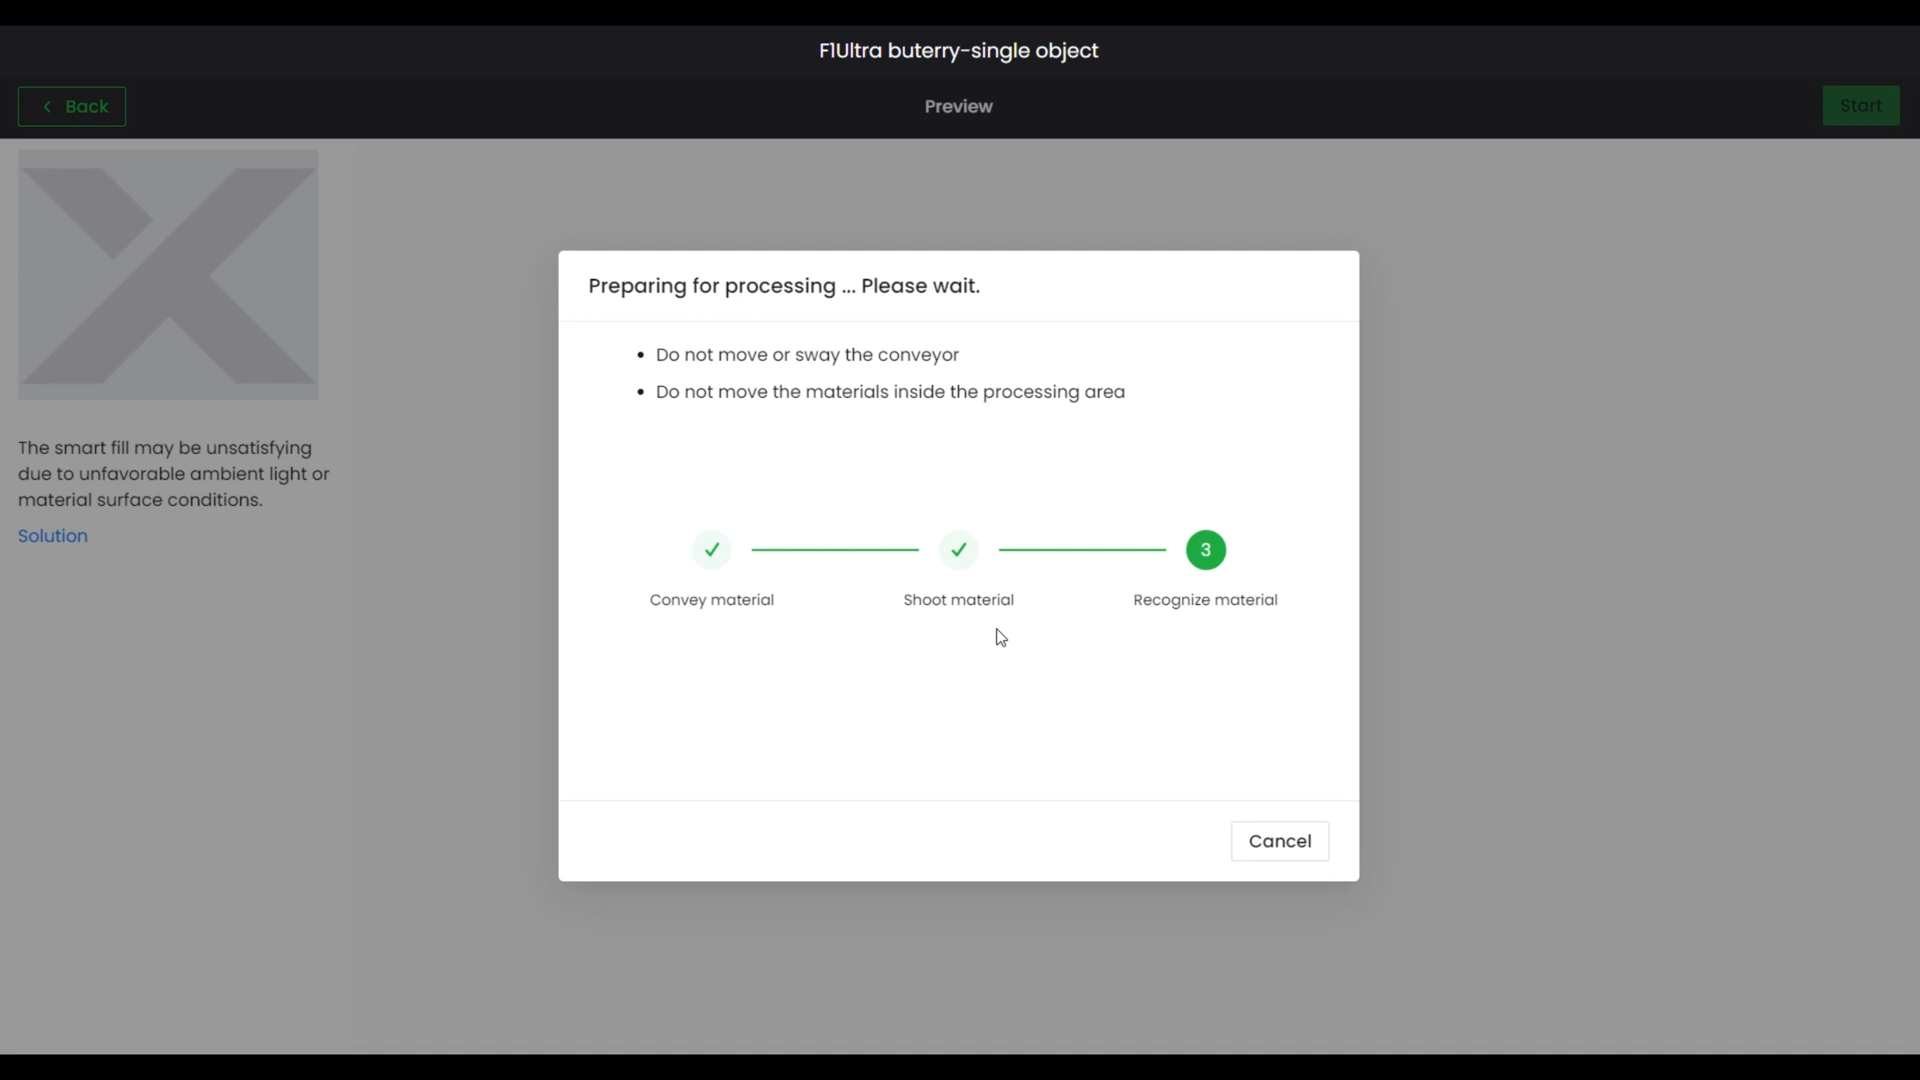 F1Ultra buterry-single object
Back
Preview
Start
The smart fill may be unsatisfying
due to unfavorable ambient light or
material surface conditions.
Solution
Preparing for processing ... Please wait.
• Do not move or sway the conveyor
• Do not move the materials inside the processing area
3
Convey material
Shoot material
Recognize material
Cancel